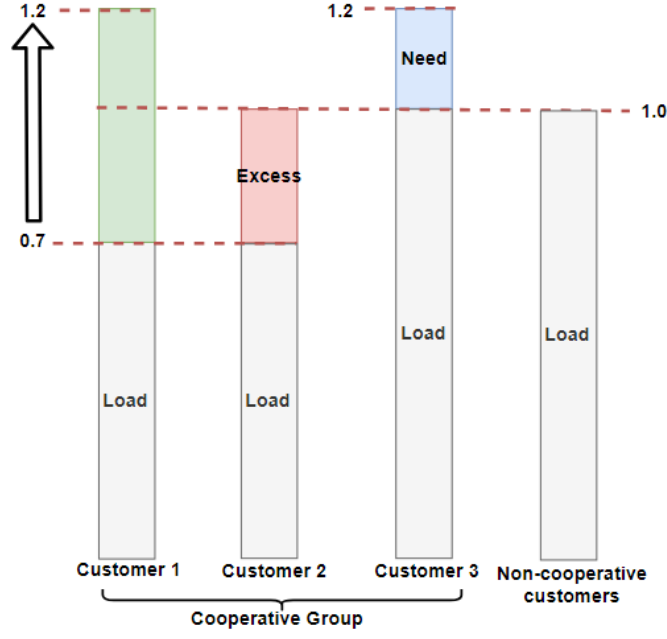 1.2
1.2
Need
1.0
Excess
0.7
Load
Load
Load
Load
Customer 1
Customer 2
Customer 3
Non-cooperative
customers
Cooperative Group